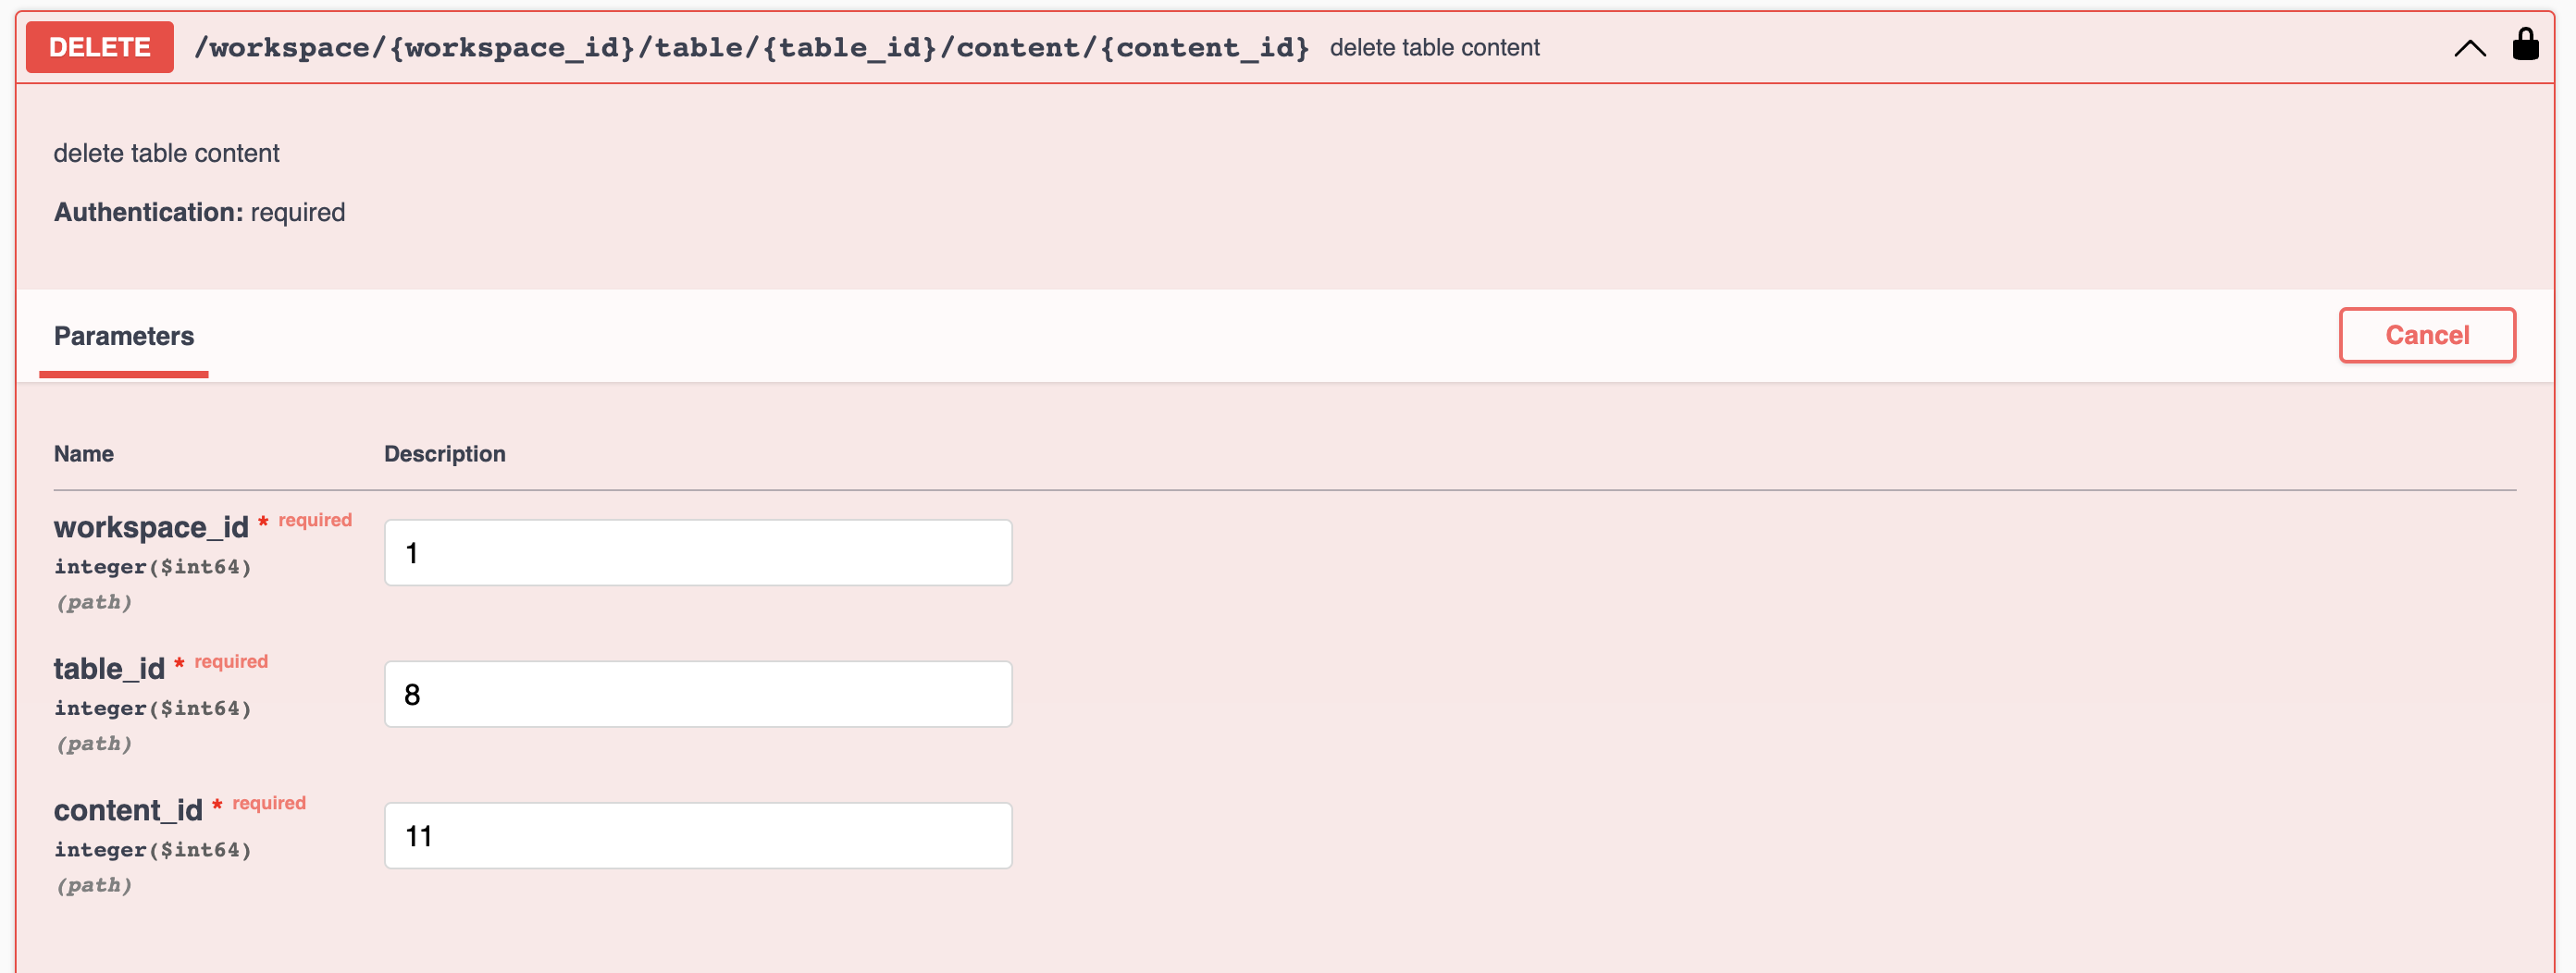 DELETE /workspace/{workspace_id}/table/{table_id}/content/{content_id} delete table content
delete table content
Authentication: required
Parameters Cancel
Name Description
workspace_id * required
integer($int64)
(path)
1
table_id * required
integer($int64)
(path)
8
content_id * required
integer($int64)
(path)
11